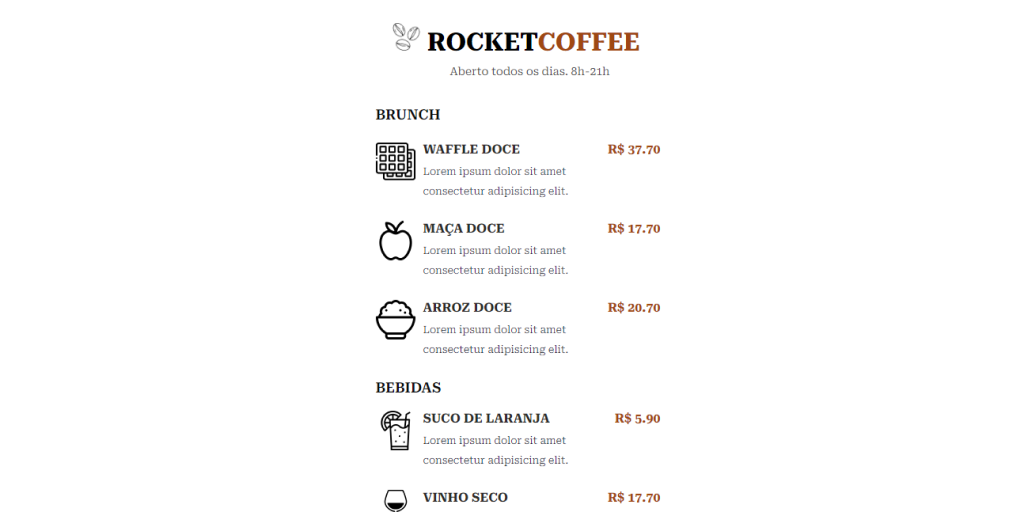 ROCKETCOFFEE
Aberto todos os dias. 8h-21h
BRUNCH
WAFFLE DOCE R$ 37.70
Lorem ipsum dolor sit amet
consectetur adipisicing elit.
MAÇA DOCE R$ 17.70
Lorem ipsum dolor sit amet
consectetur adipisicing elit.
ARROZ DOCE R$ 20.70
Lorem ipsum dolor sit amet
consectetur adipisicing elit.
BEBIDAS
SUCO DE LARANJA R$ 5.90
Lorem ipsum dolor sit amet
consectetur adipisicing elit.
VINHO SECO R$ 17.70